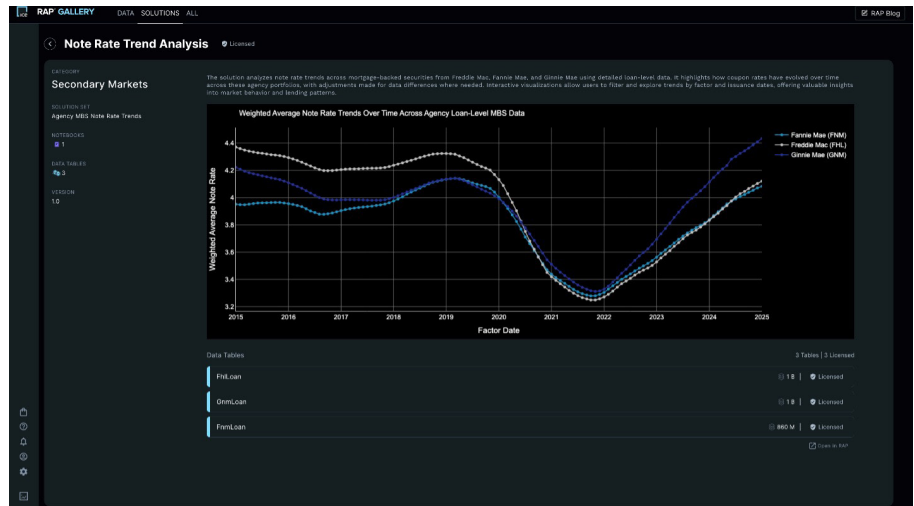 ICE RAP GALLERY DATA SOLUTIONS ALL RAP Blog
Note Rate Trend Analysis Licensed
CATEGORY
Secondary Markets
SOLUTION SET
Agency MBS Note Rate Trends
NOTEBOOKS
1
DATA TABLES
3
VERSION
1.0
The solution analyzes note rate trends across mortgage-backed securities from Freddie Mac, Fannie Mae, and Ginnie Mae using detailed loan-level data. It highlights how coupon rates have evolved over time
across these agency portfolios, with adjustments made for data differences where needed. Interactive visualizations allow users to filter and explore trends by factor and issuance dates, offering valuable insights
into market behavior and lending patterns.
Weighted Average Note Rate Trends Over Time Across Agency Loan-Level MBS Data
Fannie Mae (FNM)
Freddie Mac (FHL)
Ginnie Mae (GNM)
Weighted Average Note Rate
4.4
4.2
4
3.8
3.6
3.4
3.2
2015 2016 2017 2018 2019 2020 2021 2022 2023 2024 2025
Factor Date
Data Tables 3 Tables | 3 Licensed
FhlLoan 1 B | Licensed
GnmLoan 1 B | Licensed
FnmLoan 860 M | Licensed
Open in RAP